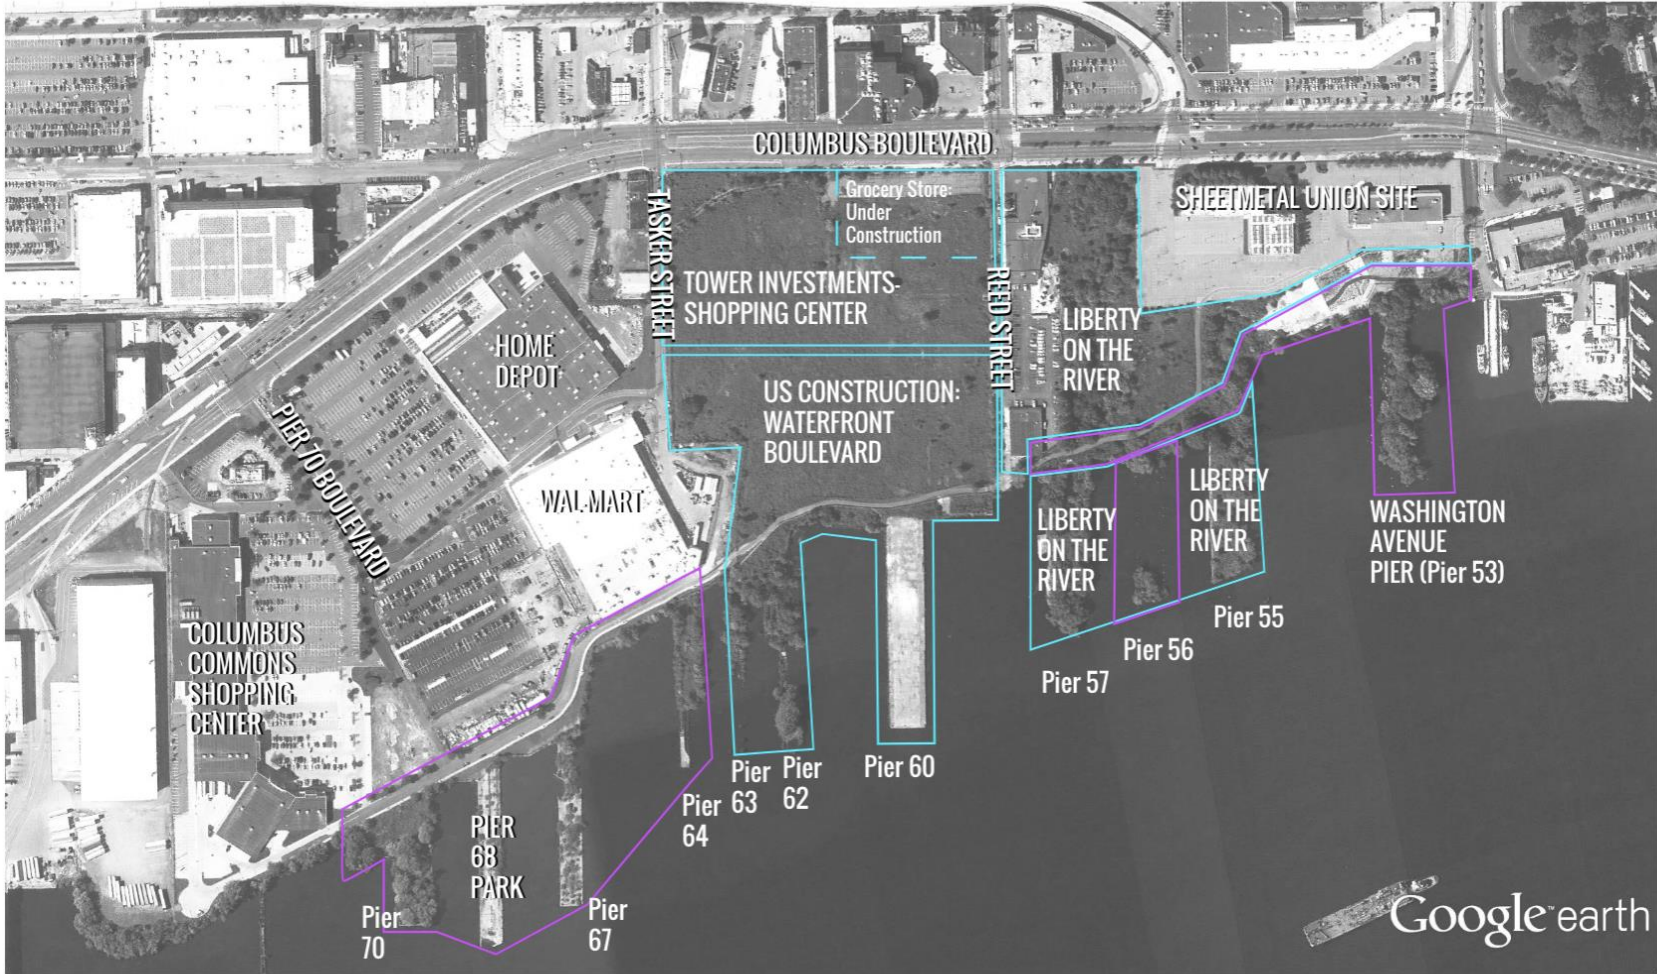 COLUMBUS BOULEVARD
Grocery Store:
Under
Construction
SHEETMETAL UNION SITE
TASKER STREET
TOWER INVESTMENTS-
SHOPPING CENTER
REED STREET
LIBERTY
ON THE
RIVER
HOME
DEPOT
US CONSTRUCTION:
WATERFRONT
BOULEVARD
PIER 70 BOULEVARD
WAL-MART
LIBERTY
ON THE
RIVER
LIBERTY
ON THE
RIVER
WASHINGTON
AVENUE
PIER (Pier 53)
Pier 55
Pier 56
Pier 57
COLUMBUS
COMMONS
SHOPPING
CENTER
Pier
63
Pier
62
Pier 60
Pier
64
PIER
68
PARK
Pier
67
Pier
70
Google earth